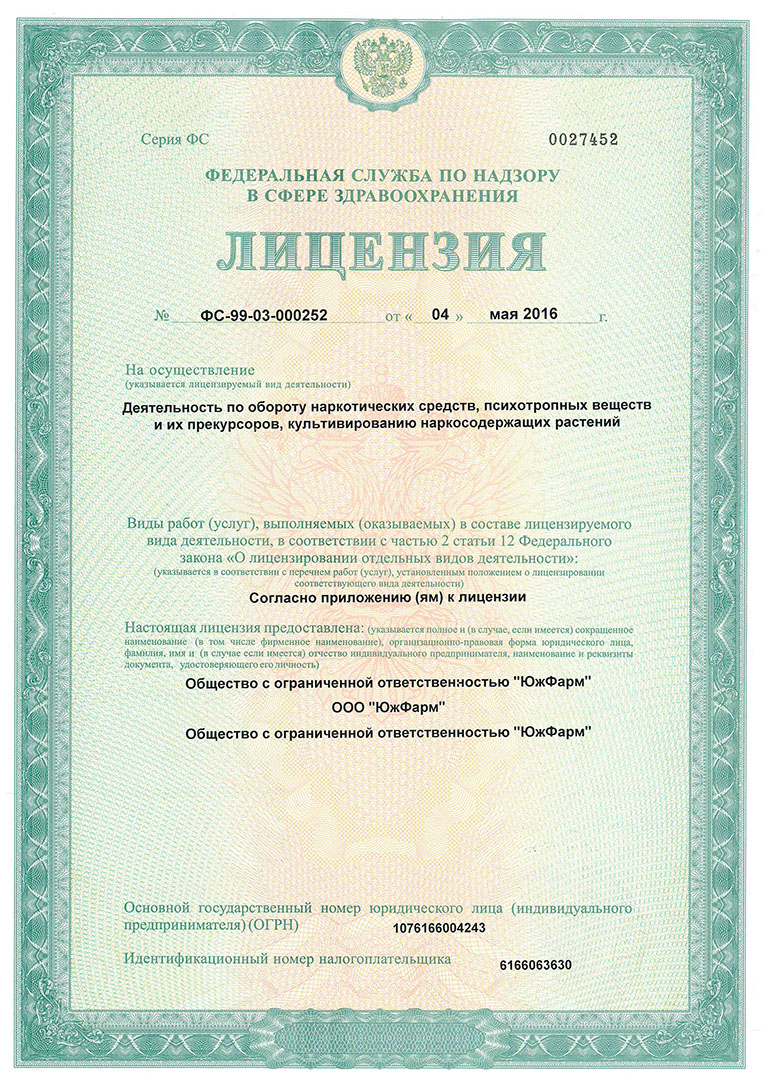 Серия ФС 0027452
ФЕДЕРАЛЬНАЯ СЛУЖБА ПО НАДЗОРУ
В СФЕРЕ ЗДРАВООХРАНЕНИЯ
ЛИЦЕНЗИЯ
№ ФС-99-03-000252 от « 04 » мая 2016 г.
На осуществление
(указывается лицензируемый вид деятельности)
Деятельность по обороту наркотических средств, психотропных веществ
и их прекурсоров, культивированию наркосодержащих растений
Виды работ (услуг), выполняемых (оказываемых) в составе лицензируемого
вида деятельности, в соответствии с частью 2 статьи 12 Федерального
закона «О лицензировании отдельных видов деятельности»:
(указывается в соответствии с перечнем работ (услуг), установленным положением о лицензировании
соответствующего вида деятельности)
Согласно приложению (ям) к лицензии
Настоящая лицензия предоставлена: (указывается полное и (в случае, если имеется) сокращенное
наименование (в том числе фирменное наименование), организационно-правовая форма юридического лица,
фамилия, имя и (в случае если имеется) отчество индивидуального предпринимателя, наименование и реквизиты
документа, удостоверяющего его личность)
Общество с ограниченной ответственностью "ЮжФарм"
ООО "ЮжФарм"
Общество с ограниченной ответственностью "ЮжФарм"
Основной государственный номер юридического лица (индивидуального
предпринимателя) (ОГРН) 1076166004243
Идентификационный номер налогоплательщика 6166063630